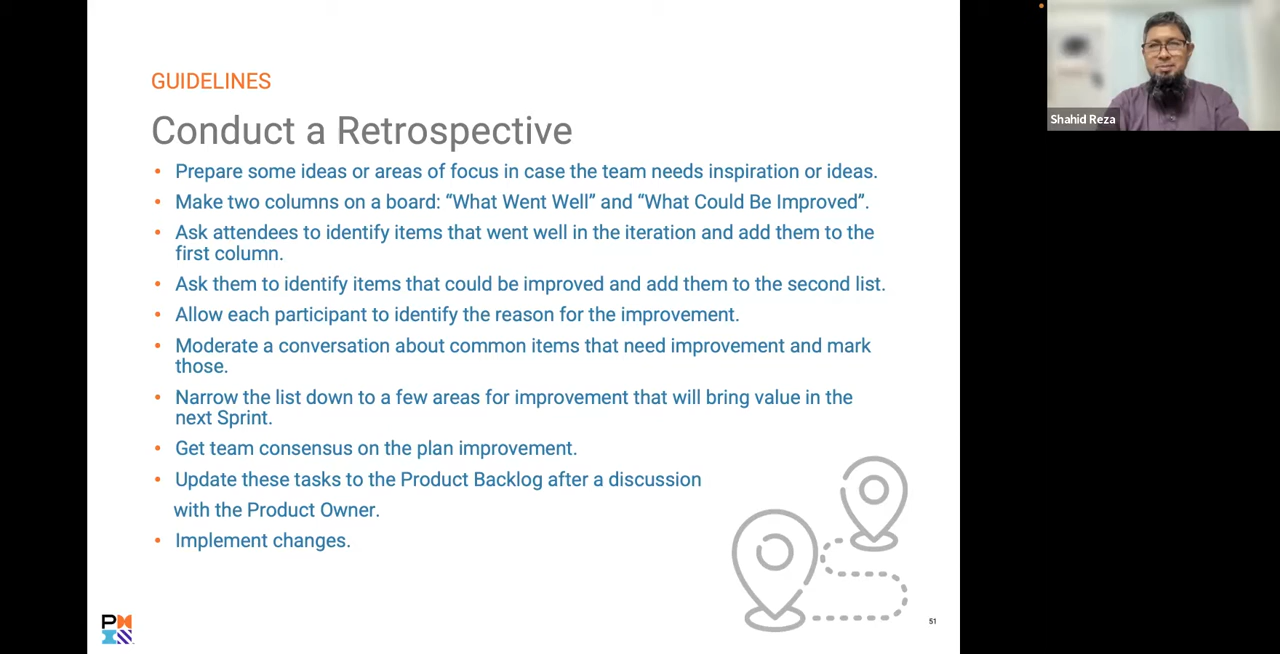 GUIDELINES
Conduct a Retrospective
• Prepare some ideas or areas of focus in case the team needs inspiration or ideas.
• Make two columns on a board: “What Went Well” and “What Could Be Improved”.
• Ask attendees to identify items that went well in the iteration and add them to the
first column.
• Ask them to identify items that could be improved and add them to the second list.
• Allow each participant to identify the reason for the improvement.
• Moderate a conversation about common items that need improvement and mark
those.
• Narrow the list down to a few areas for improvement that will bring value in the
next Sprint.
• Get team consensus on the plan improvement.
• Update these tasks to the Product Backlog after a discussion
with the Product Owner.
• Implement changes.
PMI
51
Shahid Reza